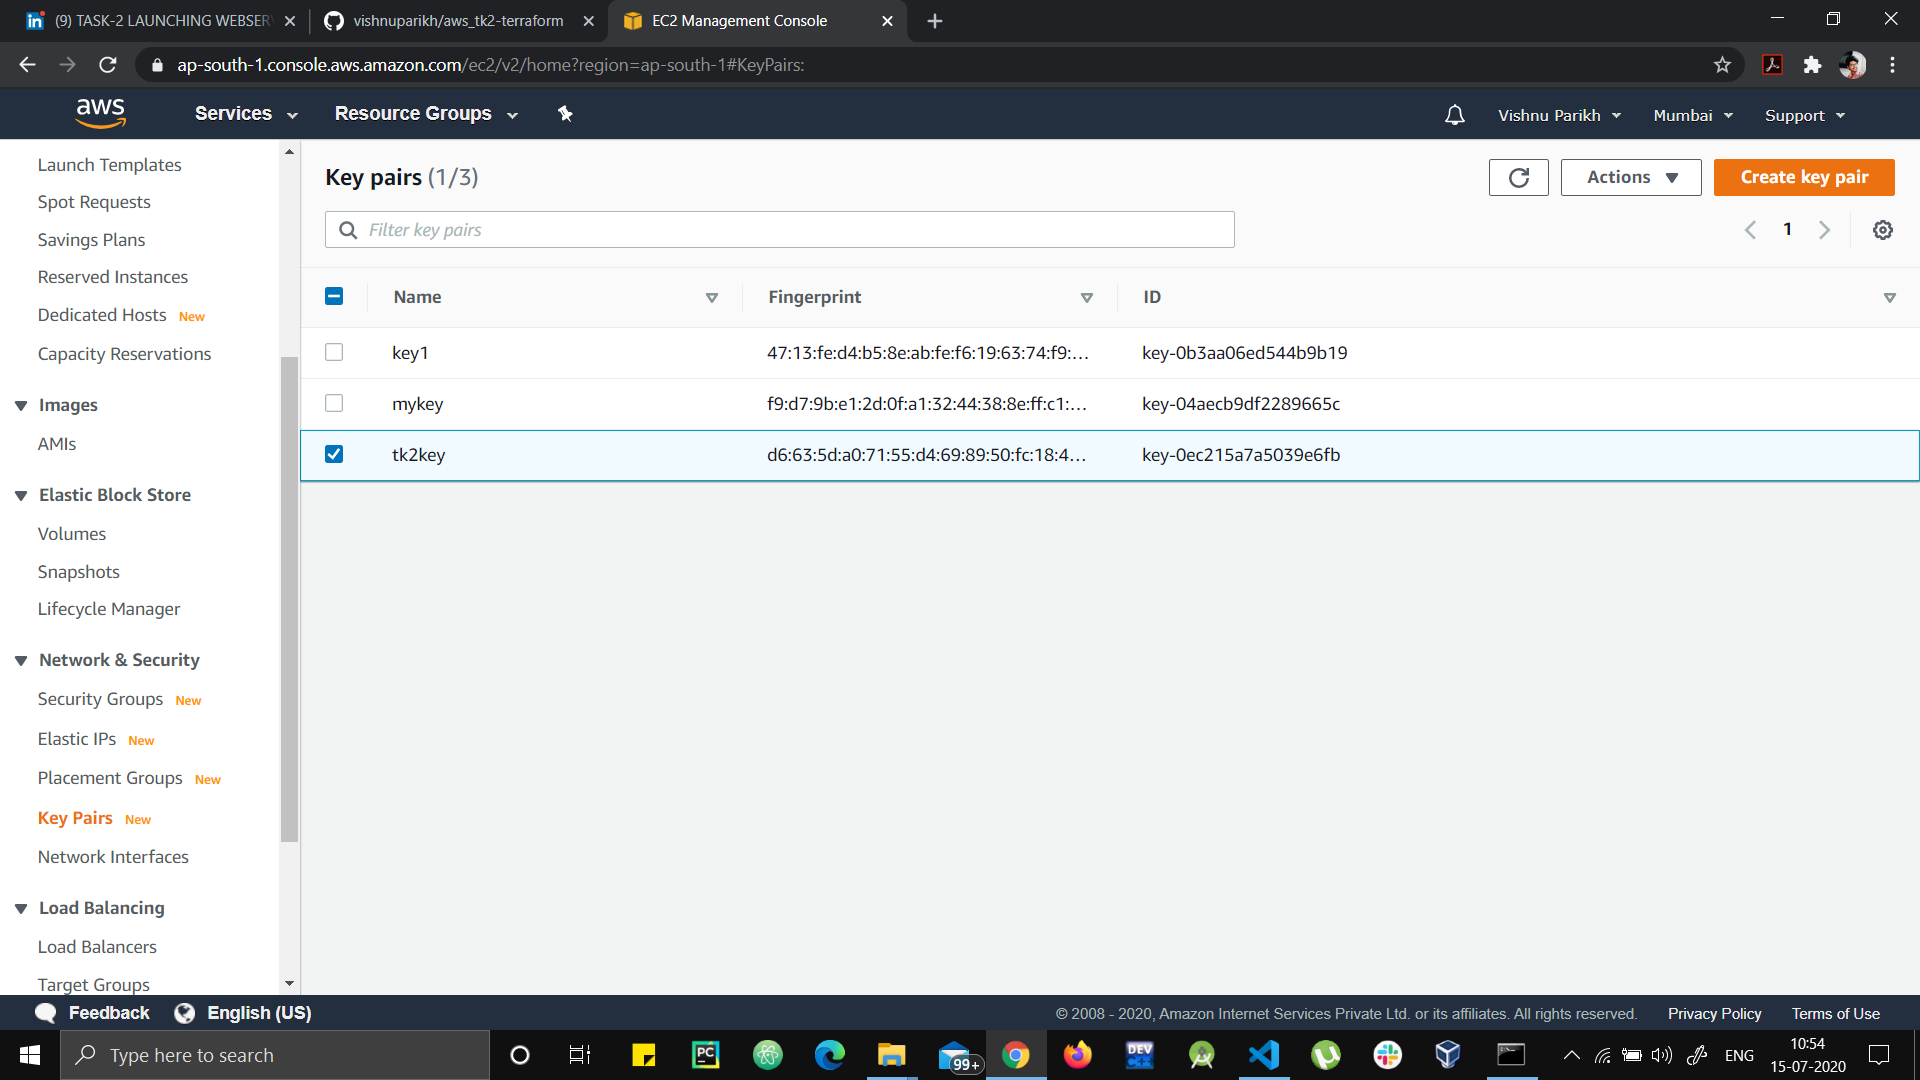 (9) TASK-2 LAUNCHING WEBSER
vishnuparikh/aws_tk2-terraform
EC2 Management Console
ap-south-1.console.aws.amazon.com/ec2/v2/home?region=ap-south-1#KeyPairs:
aws
Services
Resource Groups
Vishnu Parikh
Mumbai
Support
Launch Templates
Spot Requests
Savings Plans
Reserved Instances
Dedicated Hosts New
Capacity Reservations
Images
AMIs
Elastic Block Store
Volumes
Snapshots
Lifecycle Manager
Network & Security
Security Groups New
Elastic IPs New
Placement Groups New
Key Pairs New
Network Interfaces
Load Balancing
Load Balancers
Target Groups
Key pairs (1/3)
Actions
Create key pair
Filter key pairs
1
Name Fingerprint ID
key1 47:13:fe:d4:b5:8e:ab:fe:f6:19:63:74:f9:... key-0b3aa06ed544b9b19
mykey f9:d7:9b:e1:2d:0f:a1:32:44:38:8e:ff:c1:... key-04aecb9df2289665c
tk2key d6:63:5d:a0:71:55:d4:69:89:50:fc:18:4... key-0ec215a7a5039e6fb
Feedback
English (US)
© 2008 - 2020, Amazon Internet Services Private Ltd. or its affiliates. All rights reserved.
Privacy Policy
Terms of Use
Type here to search
PC
99+
DEV
C++
ENG
10:54
15-07-2020